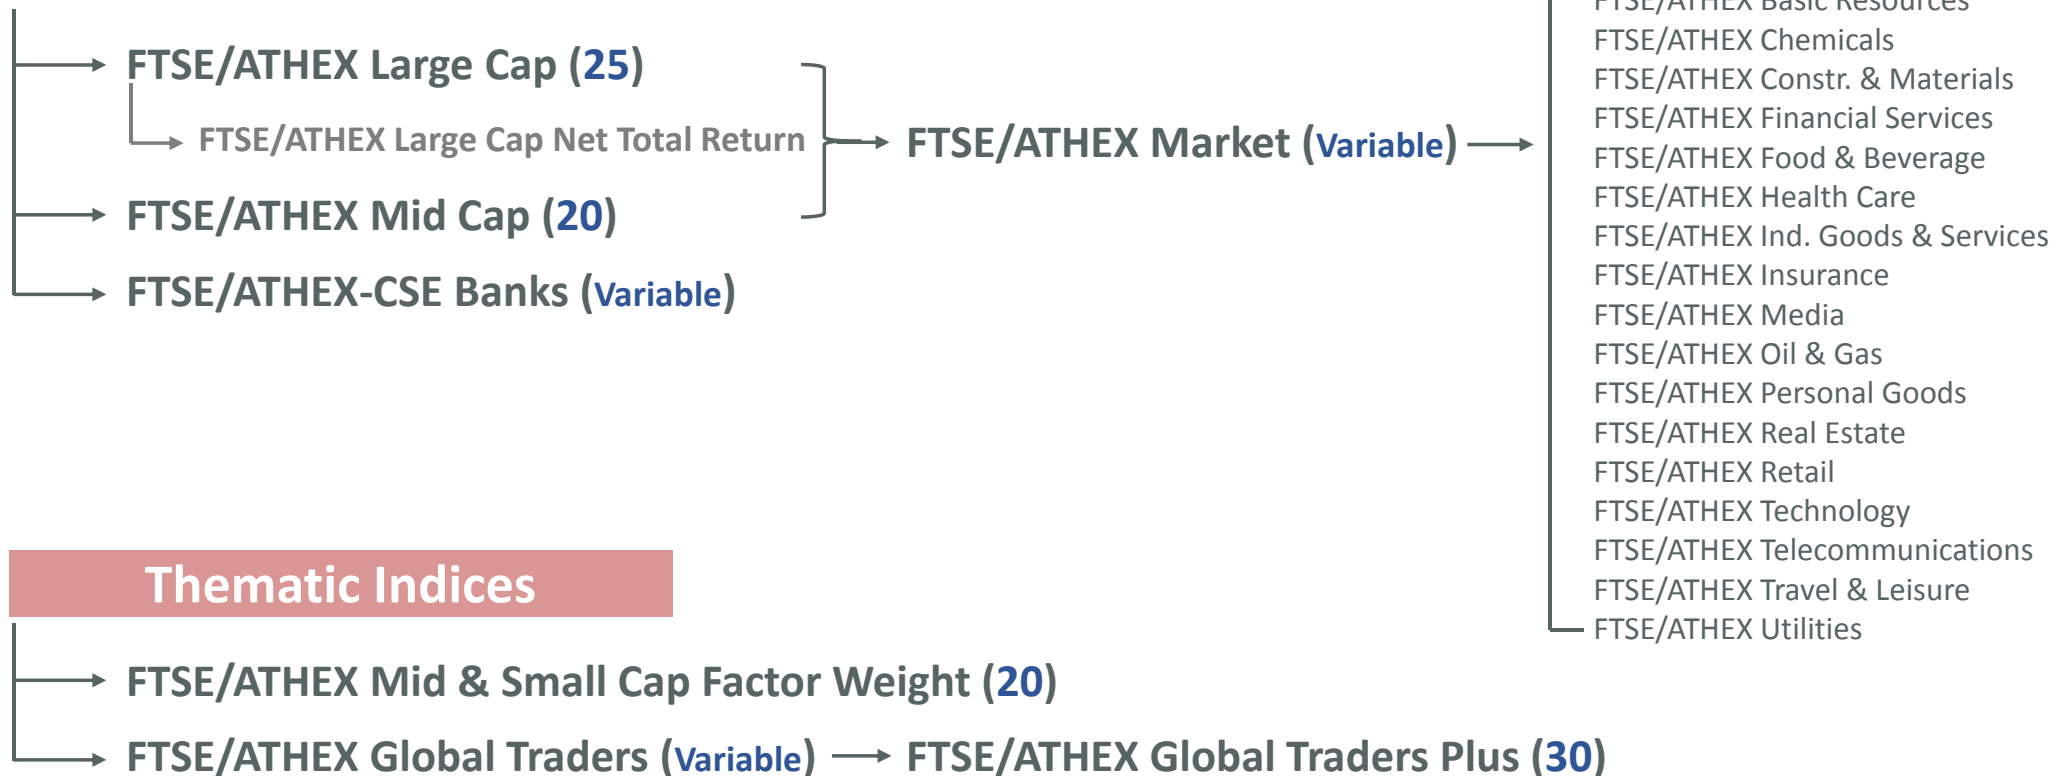 FTSE/ATHEX Large Cap (25)
FTSE/ATHEX Large Cap Net Total Return
FTSE/ATHEX Mid Cap (20)
FTSE/ATHEX-CSE Banks (Variable)
FTSE/ATHEX Market (Variable)
FTSE/ATHEX Basic Resources
FTSE/ATHEX Chemicals
FTSE/ATHEX Constr. & Materials
FTSE/ATHEX Financial Services
FTSE/ATHEX Food & Beverage
FTSE/ATHEX Health Care
FTSE/ATHEX Ind. Goods & Services
FTSE/ATHEX Insurance
FTSE/ATHEX Media
FTSE/ATHEX Oil & Gas
FTSE/ATHEX Personal Goods
FTSE/ATHEX Real Estate
FTSE/ATHEX Retail
FTSE/ATHEX Technology
FTSE/ATHEX Telecommunications
FTSE/ATHEX Travel & Leisure
FTSE/ATHEX Utilities
Thematic Indices
FTSE/ATHEX Mid & Small Cap Factor Weight (20)
FTSE/ATHEX Global Traders (Variable)
FTSE/ATHEX Global Traders Plus (30)